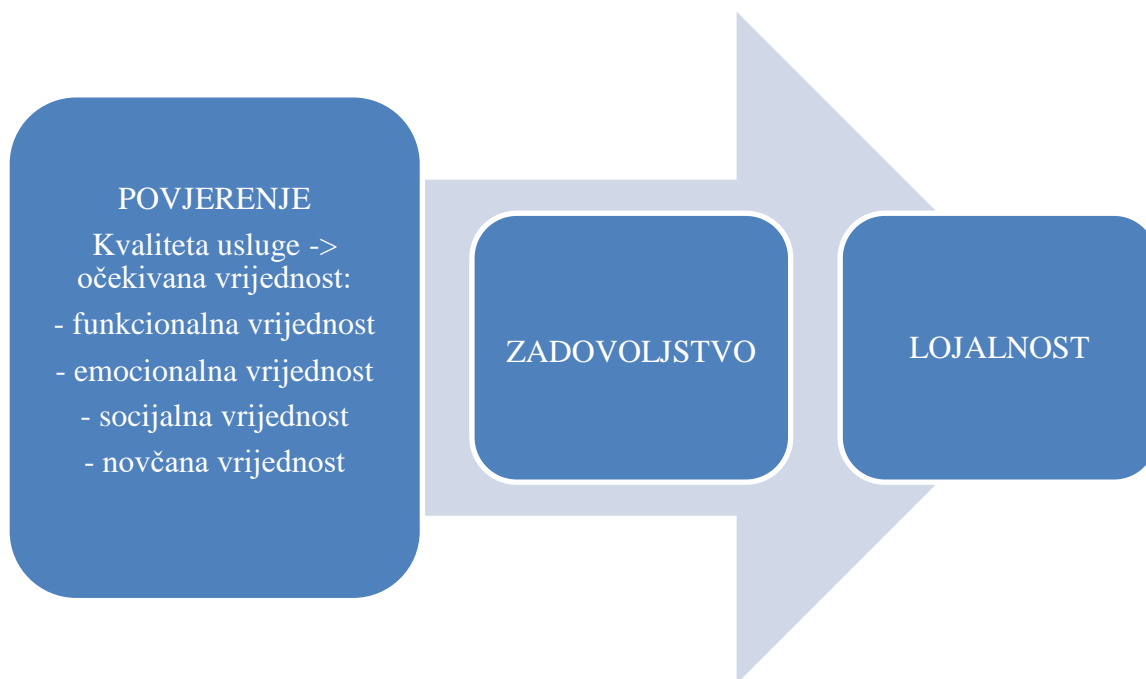 POVJERENJE
Kvaliteta usluge ->
očekivana vrijednost:
- funkcionalna vrijednost
- emocionalna vrijednost
- socijalna vrijednost
- novčana vrijednost
ZADOVOLJSTVO
LOJALNOST